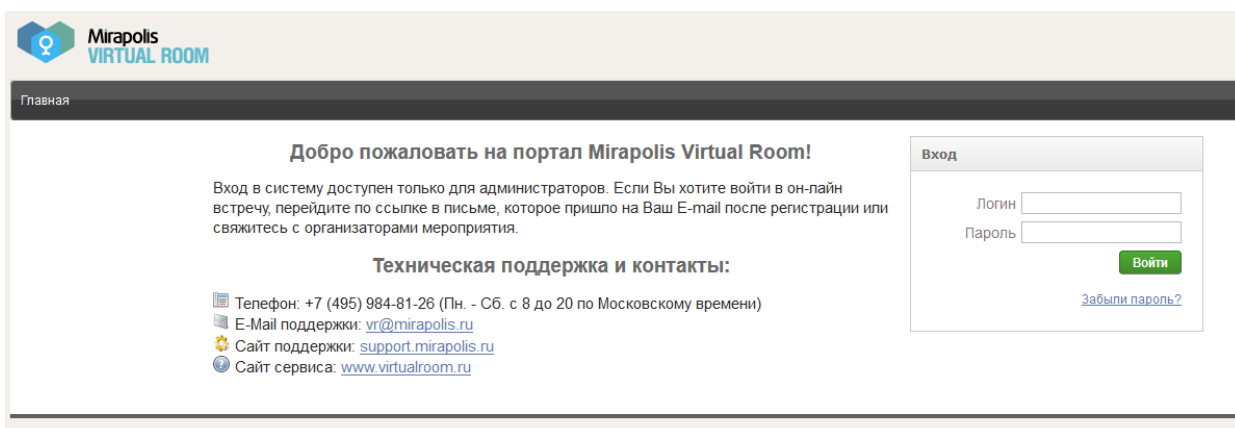 Mirapolis
VIRTUAL ROOM
Главная
Добро пожаловать на портал Mirapolis Virtual Room!
Вход в систему доступен только для администраторов. Если Вы хотите войти в он-лайн
встречу, перейдите по ссылке в письме, которое пришло на Ваш E-mail после регистрации или
свяжитесь с организаторами мероприятия.
Техническая поддержка и контакты:
Телефон: +7 (495) 984-81-26 (Пн. - Сб. с 8 до 20 по Московскому времени)
E-Mail поддержки: vr@mirapolis.ru
Сайт поддержки: support.mirapolis.ru
Сайт сервиса: www.virtualroom.ru
Вход
Логин
Пароль
Войти
Забыли пароль?